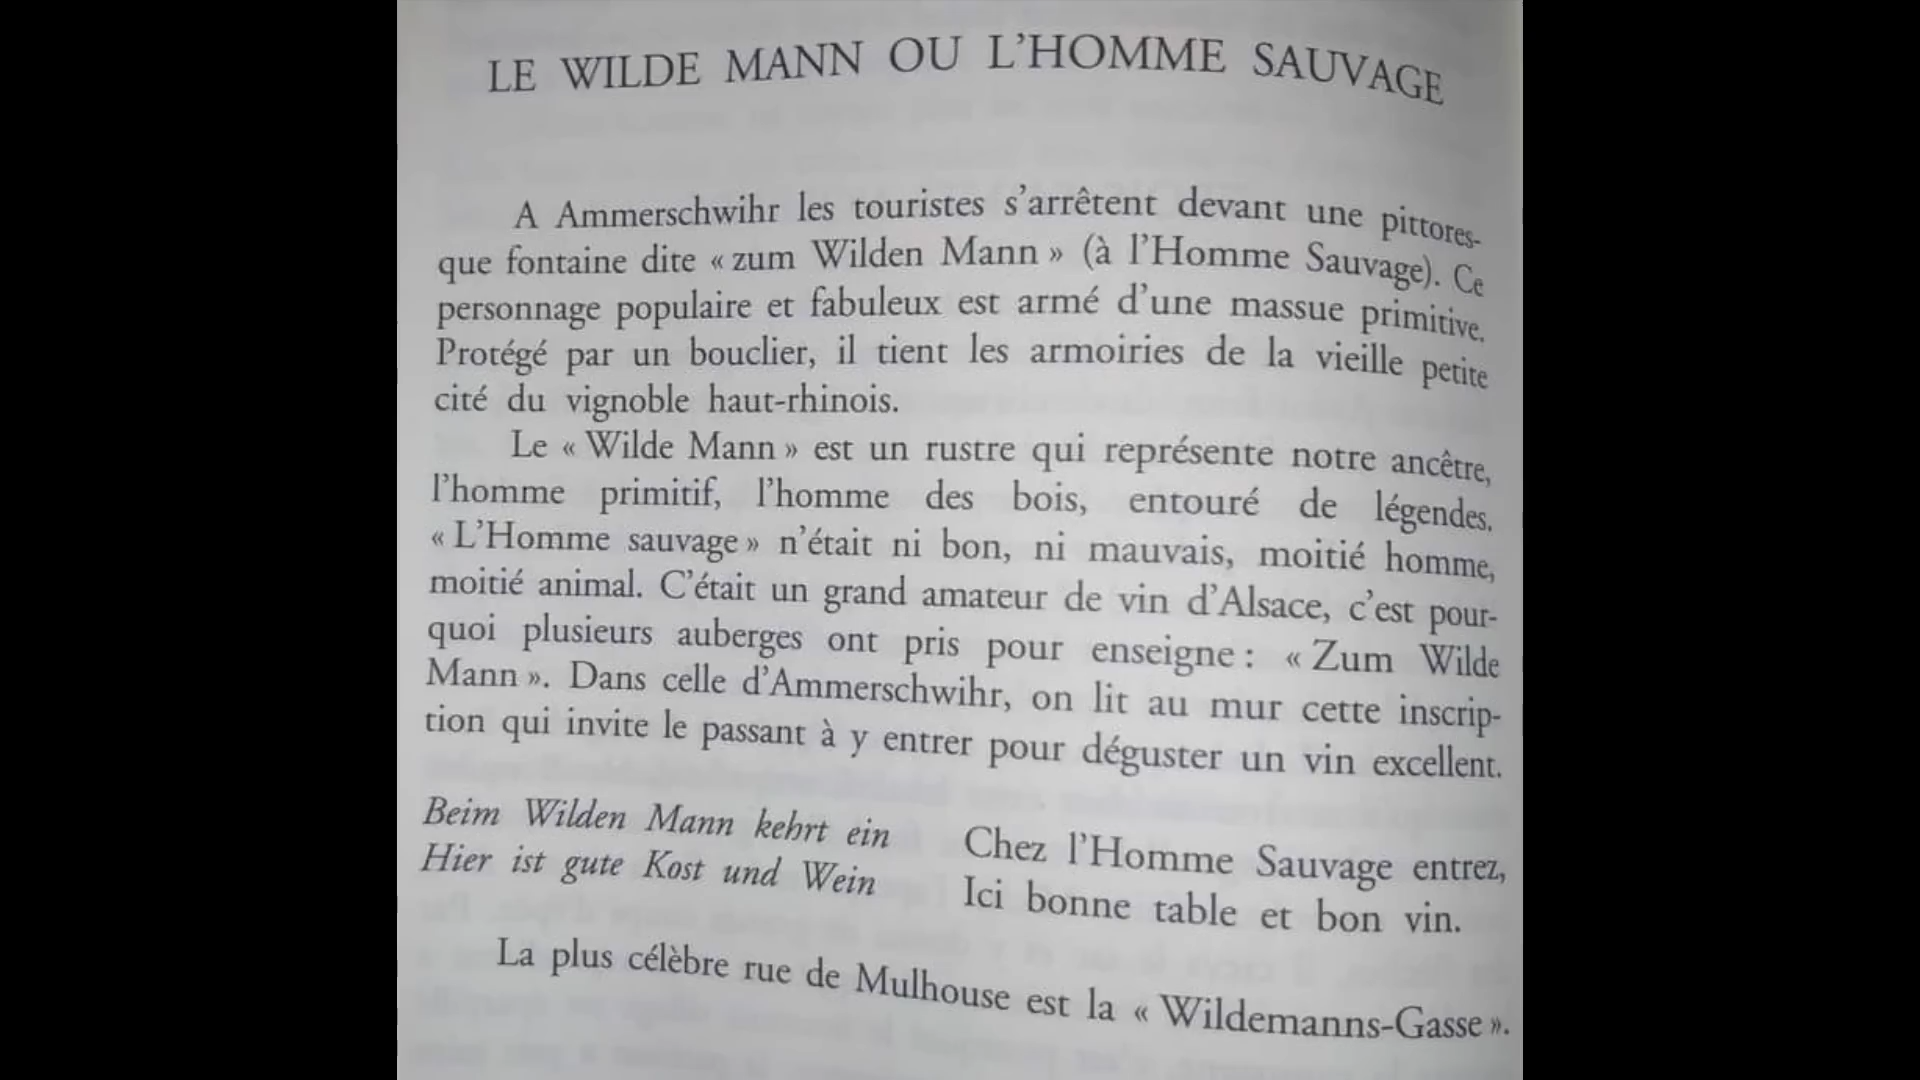 LE WILDE MANN OU L'HOMME SAUVAGE
A Ammerschwihr les touristes s'arrêtent devant une pittores-
que fontaine dite « zum Wilden Mann » (à l'Homme Sauvage). Ce
personnage populaire et fabuleux est armé d'une massue primitive.
Protégé par un bouclier, il tient les armoiries de la vieille petite
cité du vignoble haut-rhinois.
Le « Wilde Mann » est un rustre qui représente notre ancêtre,
l'homme primitif, l'homme des bois, entouré de légendes.
« L'Homme sauvage » n'était ni bon, ni mauvais, moitié homme,
moitié animal. C'était un grand amateur de vin d'Alsace, c'est pour-
quoi plusieurs auberges ont pris pour enseigne : « Zum Wilde
Mann ». Dans celle d'Ammerschwihr, on lit au mur cette inscrip-
tion qui invite le passant à y entrer pour déguster un vin excellent.
Beim Wilden Mann kehrt ein
Hier ist gute Kost und Wein
Chez l'Homme Sauvage entrez,
Ici bonne table et bon vin.
La plus célèbre rue de Mulhouse est la « Wildemanns-Gasse ».